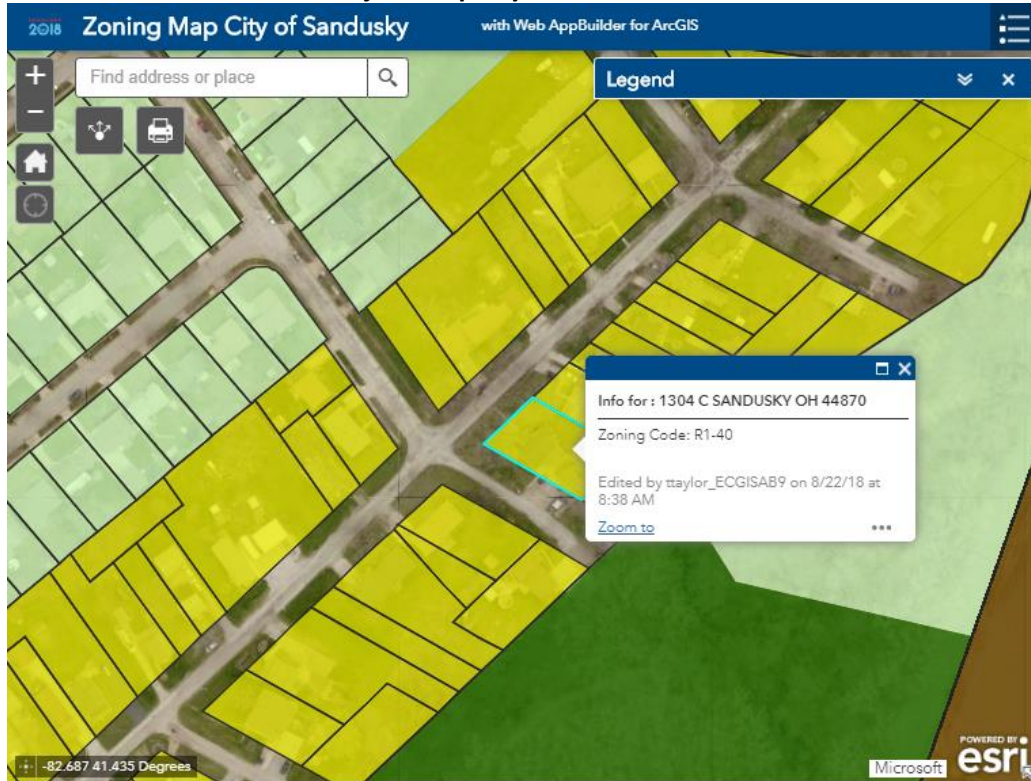 2018 Zoning Map City of Sandusky with Web AppBuilder for ArcGIS
+
Find address or place
Legend
−
Info for : 1304 C SANDUSKY OH 44870
Zoning Code: R1-40
Edited by ttaylor_ECGISAB9 on 8/22/18 at
8:38 AM
Zoom to
-82.687 41.435 Degrees
Microsoft
POWERED BY
esri